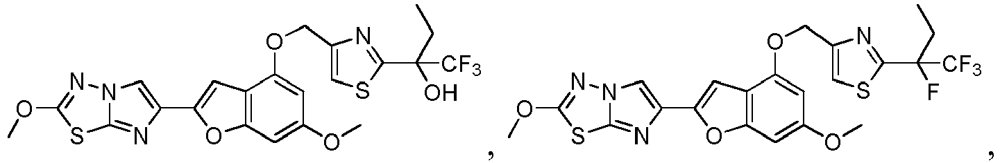 O N O N
CF₃ CF₃
N N S OH N N S F
O O
S N O O , S N O O ,